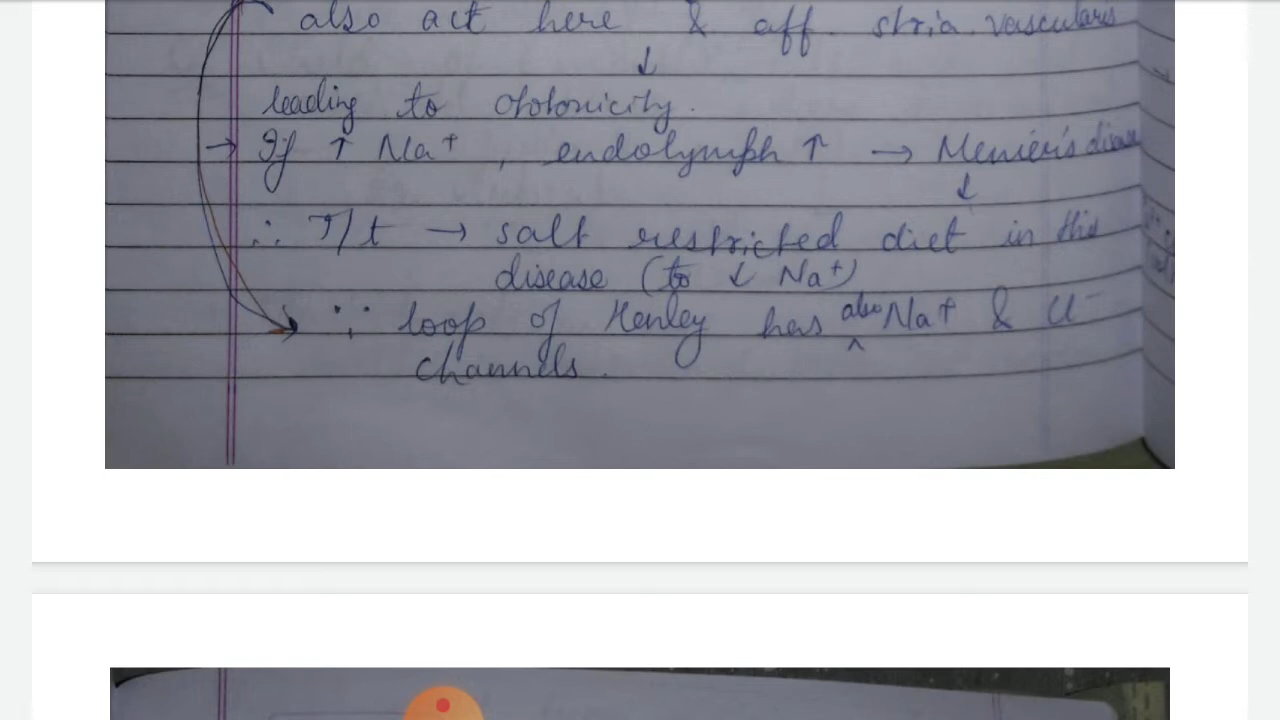 also act here & aff. stria vascularis
↓
leading to ototoxicity.
→ If ↑ Na+, endolymph ↑ → Menier's disease
↓
∴ T/t → salt restricted diet in this
disease (to ↓ Na+)
∵ loop of Henley has also Na+ & Cl-
channels.